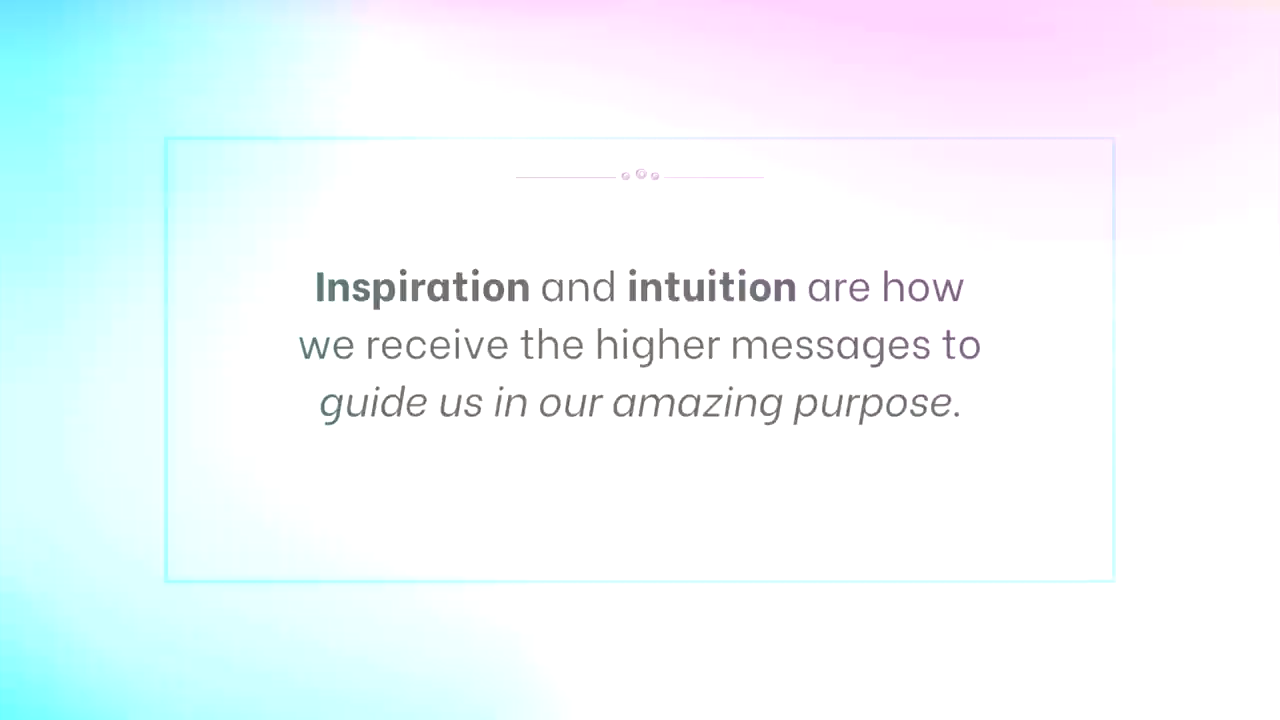 Inspiration and intuition are how
we receive the higher messages to
guide us in our amazing purpose.